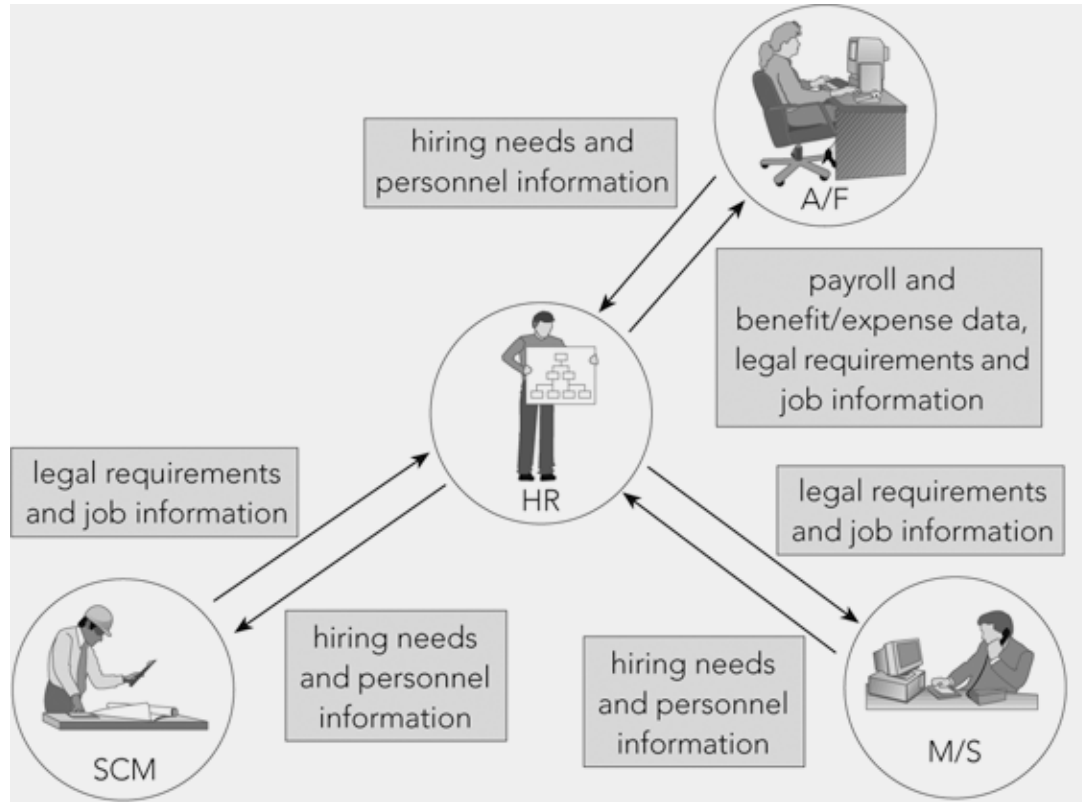 hiring needs and
personnel information
A/F
payroll and
benefit/expense data,
legal requirements and
job information
HR
legal requirements
and job information
legal requirements
and job information
hiring needs
and personnel
information
hiring needs
and personnel
information
SCM
M/S